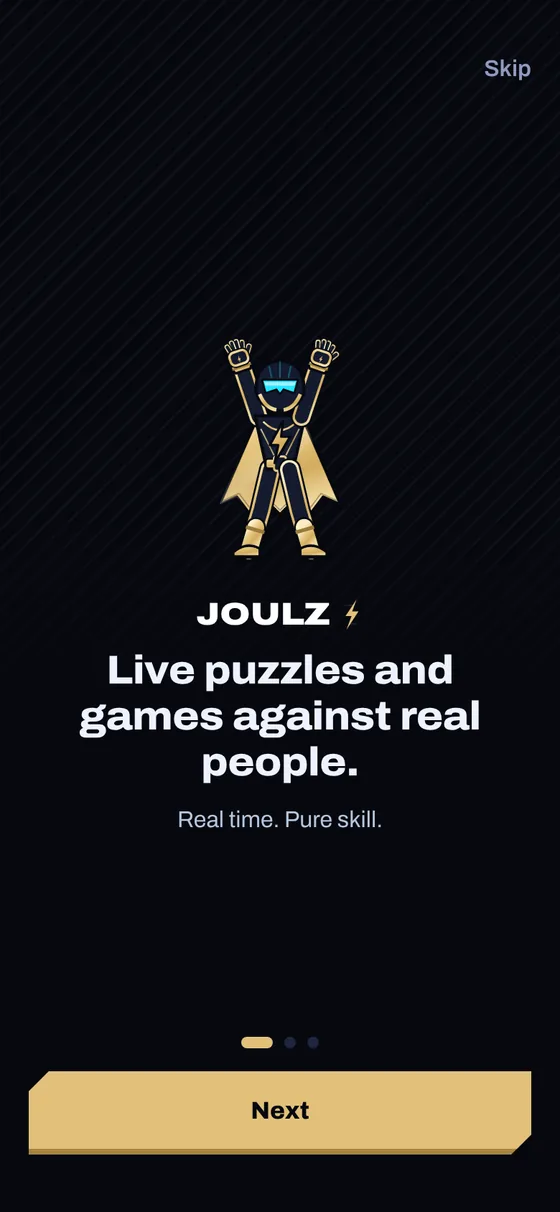 Skip
JOULZ
Live puzzles and
games against real
people.
Real time. Pure skill.
Next